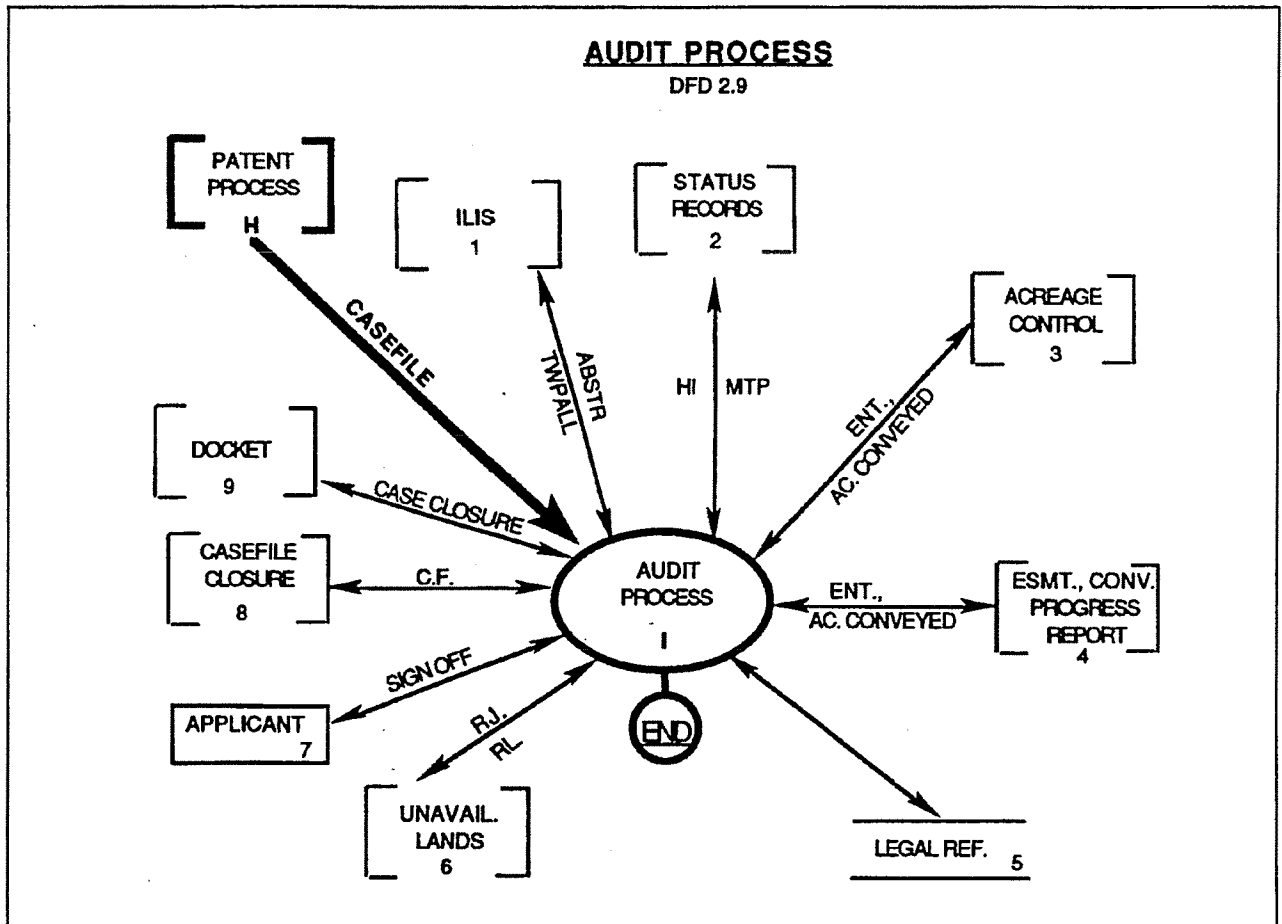 AUDIT PROCESS
DFD 2.9
PATENT
PROCESS
H
ILIS
1
STATUS
RECORDS
2
ACREAGE
CONTROL
3
CASEFILE
ABSTR
TWPALL
HI
MTP
ENT.,
AC. CONVEYED
DOCKET
9
CASE CLOSURE
CASEFILE
CLOSURE
8
C.F.
AUDIT
PROCESS
I
ENT.,
AC. CONVEYED
ESMT., CONV.
PROGRESS
REPORT
4
SIGN OFF
APPLICANT
7
RJ.
RL
END
UNAVAIL.
LANDS
6
LEGAL REF.
5